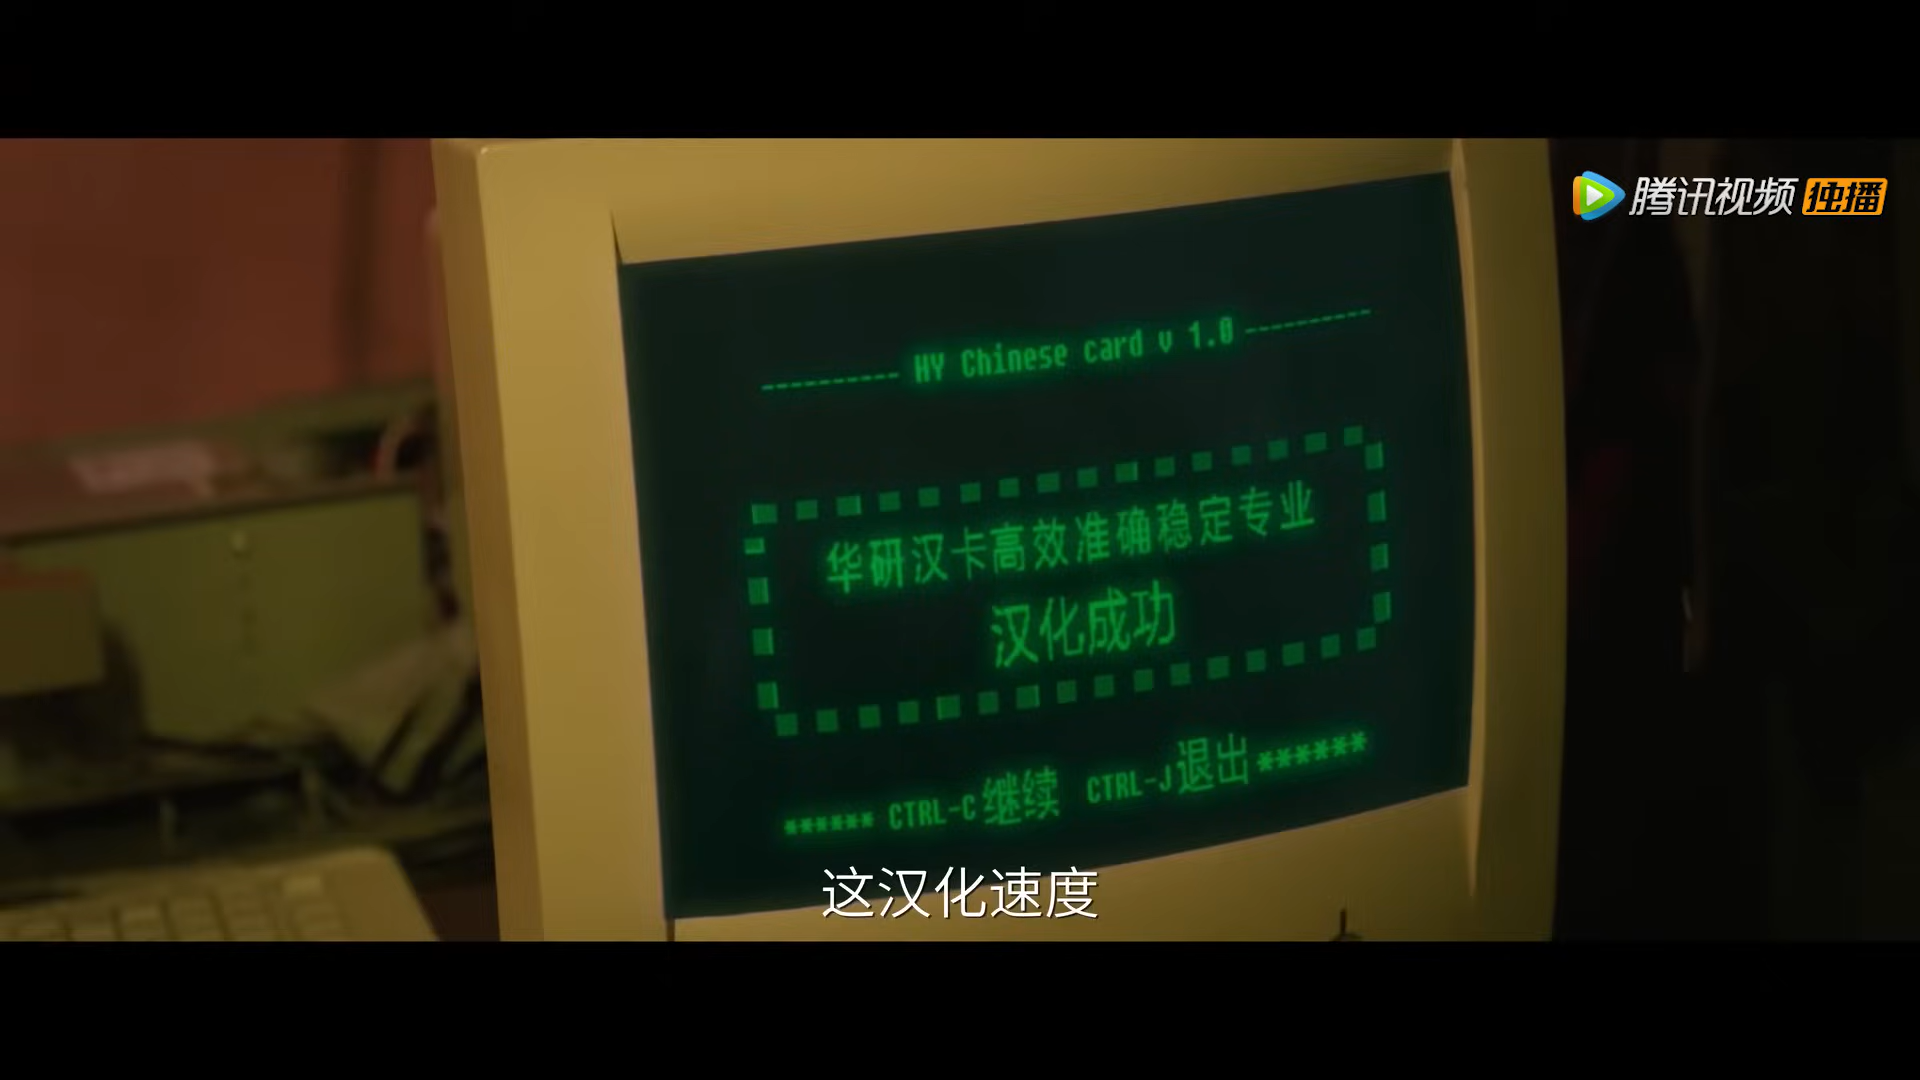 腾讯视频 独播
---------- HY Chinese card v 1.0 ----------
华研汉卡高效准确稳定专业
汉化成功
****** CTRL-C继续 CTRL-J退出******
这汉化速度